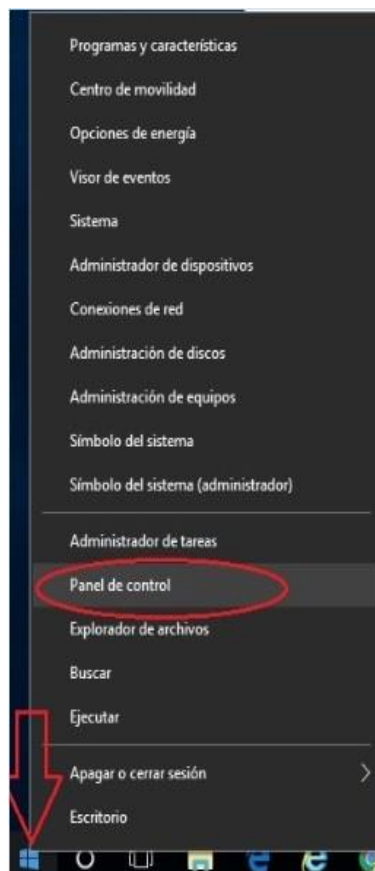 Programas y características
Centro de movilidad
Opciones de energía
Visor de eventos
Sistema
Administrador de dispositivos
Conexiones de red
Administración de discos
Administración de equipos
Símbolo del sistema
Símbolo del sistema (administrador)
Administrador de tareas
Panel de control
Explorador de archivos
Buscar
Ejecutar
Apagar o cerrar sesión
Escritorio